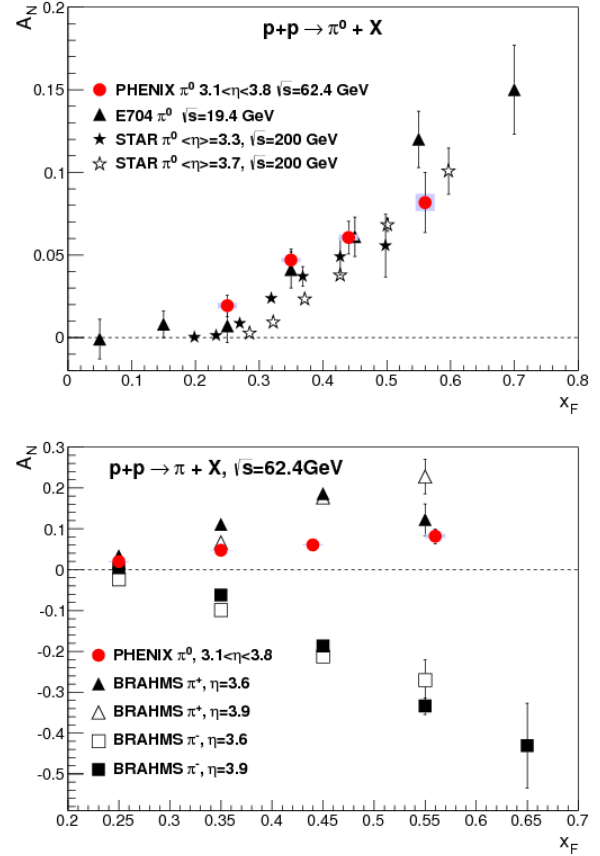 A_N
p+p → π⁰ + X
PHENIX π⁰ 3.1<η<3.8 √s=62.4 GeV
E704 π⁰ √s=19.4 GeV
STAR π⁰ <η>=3.3, √s=200 GeV
STAR π⁰ <η>=3.7, √s=200 GeV
0.15
0.1
0.05
0
0 0.1 0.2 0.3 0.4 0.5 0.6 0.7 0.8
x_F
A_N
p+p → π + X, √s=62.4GeV
0.3
0.2
0.1
0
-0.1
-0.2
-0.3
-0.4
-0.5
PHENIX π⁰, 3.1<η<3.8
BRAHMS π⁺, η=3.6
BRAHMS π⁺, η=3.9
BRAHMS π⁻, η=3.6
BRAHMS π⁻, η=3.9
0.2 0.25 0.3 0.35 0.4 0.45 0.5 0.55 0.6 0.65 0.7
x_F